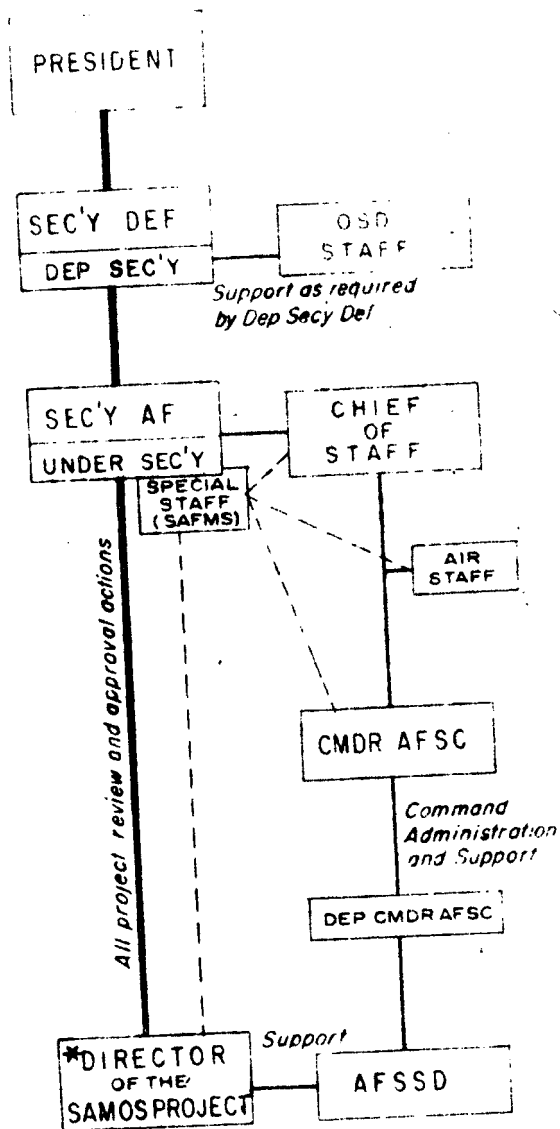 PRESIDENT
SEC'Y DEF
DEP SEC'Y
OSD
STAFF
Support as required
by Dep Secy Def
SEC'Y AF
UNDER SEC'Y
SPECIAL
STAFF
(SAFMS)
CHIEF
OF
STAFF
AIR
STAFF
All project review and approval actions
CMDR AFSC
Command
Administration
and Support
DEP CMDR AFSC
*DIRECTOR
OF THE
SAMOS PROJECT
Support
AFSSD